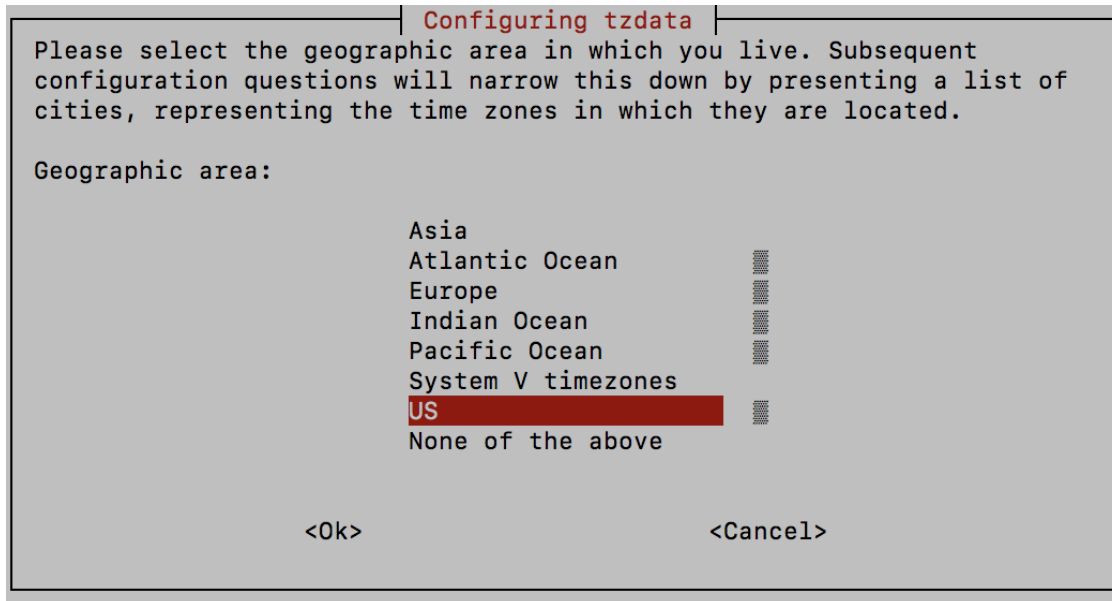 Configuring tzdata
Please select the geographic area in which you live. Subsequent
configuration questions will narrow this down by presenting a list of
cities, representing the time zones in which they are located.
Geographic area:
Asia
Atlantic Ocean
Europe
Indian Ocean
Pacific Ocean
System V timezones
US
None of the above
<Ok> <Cancel>